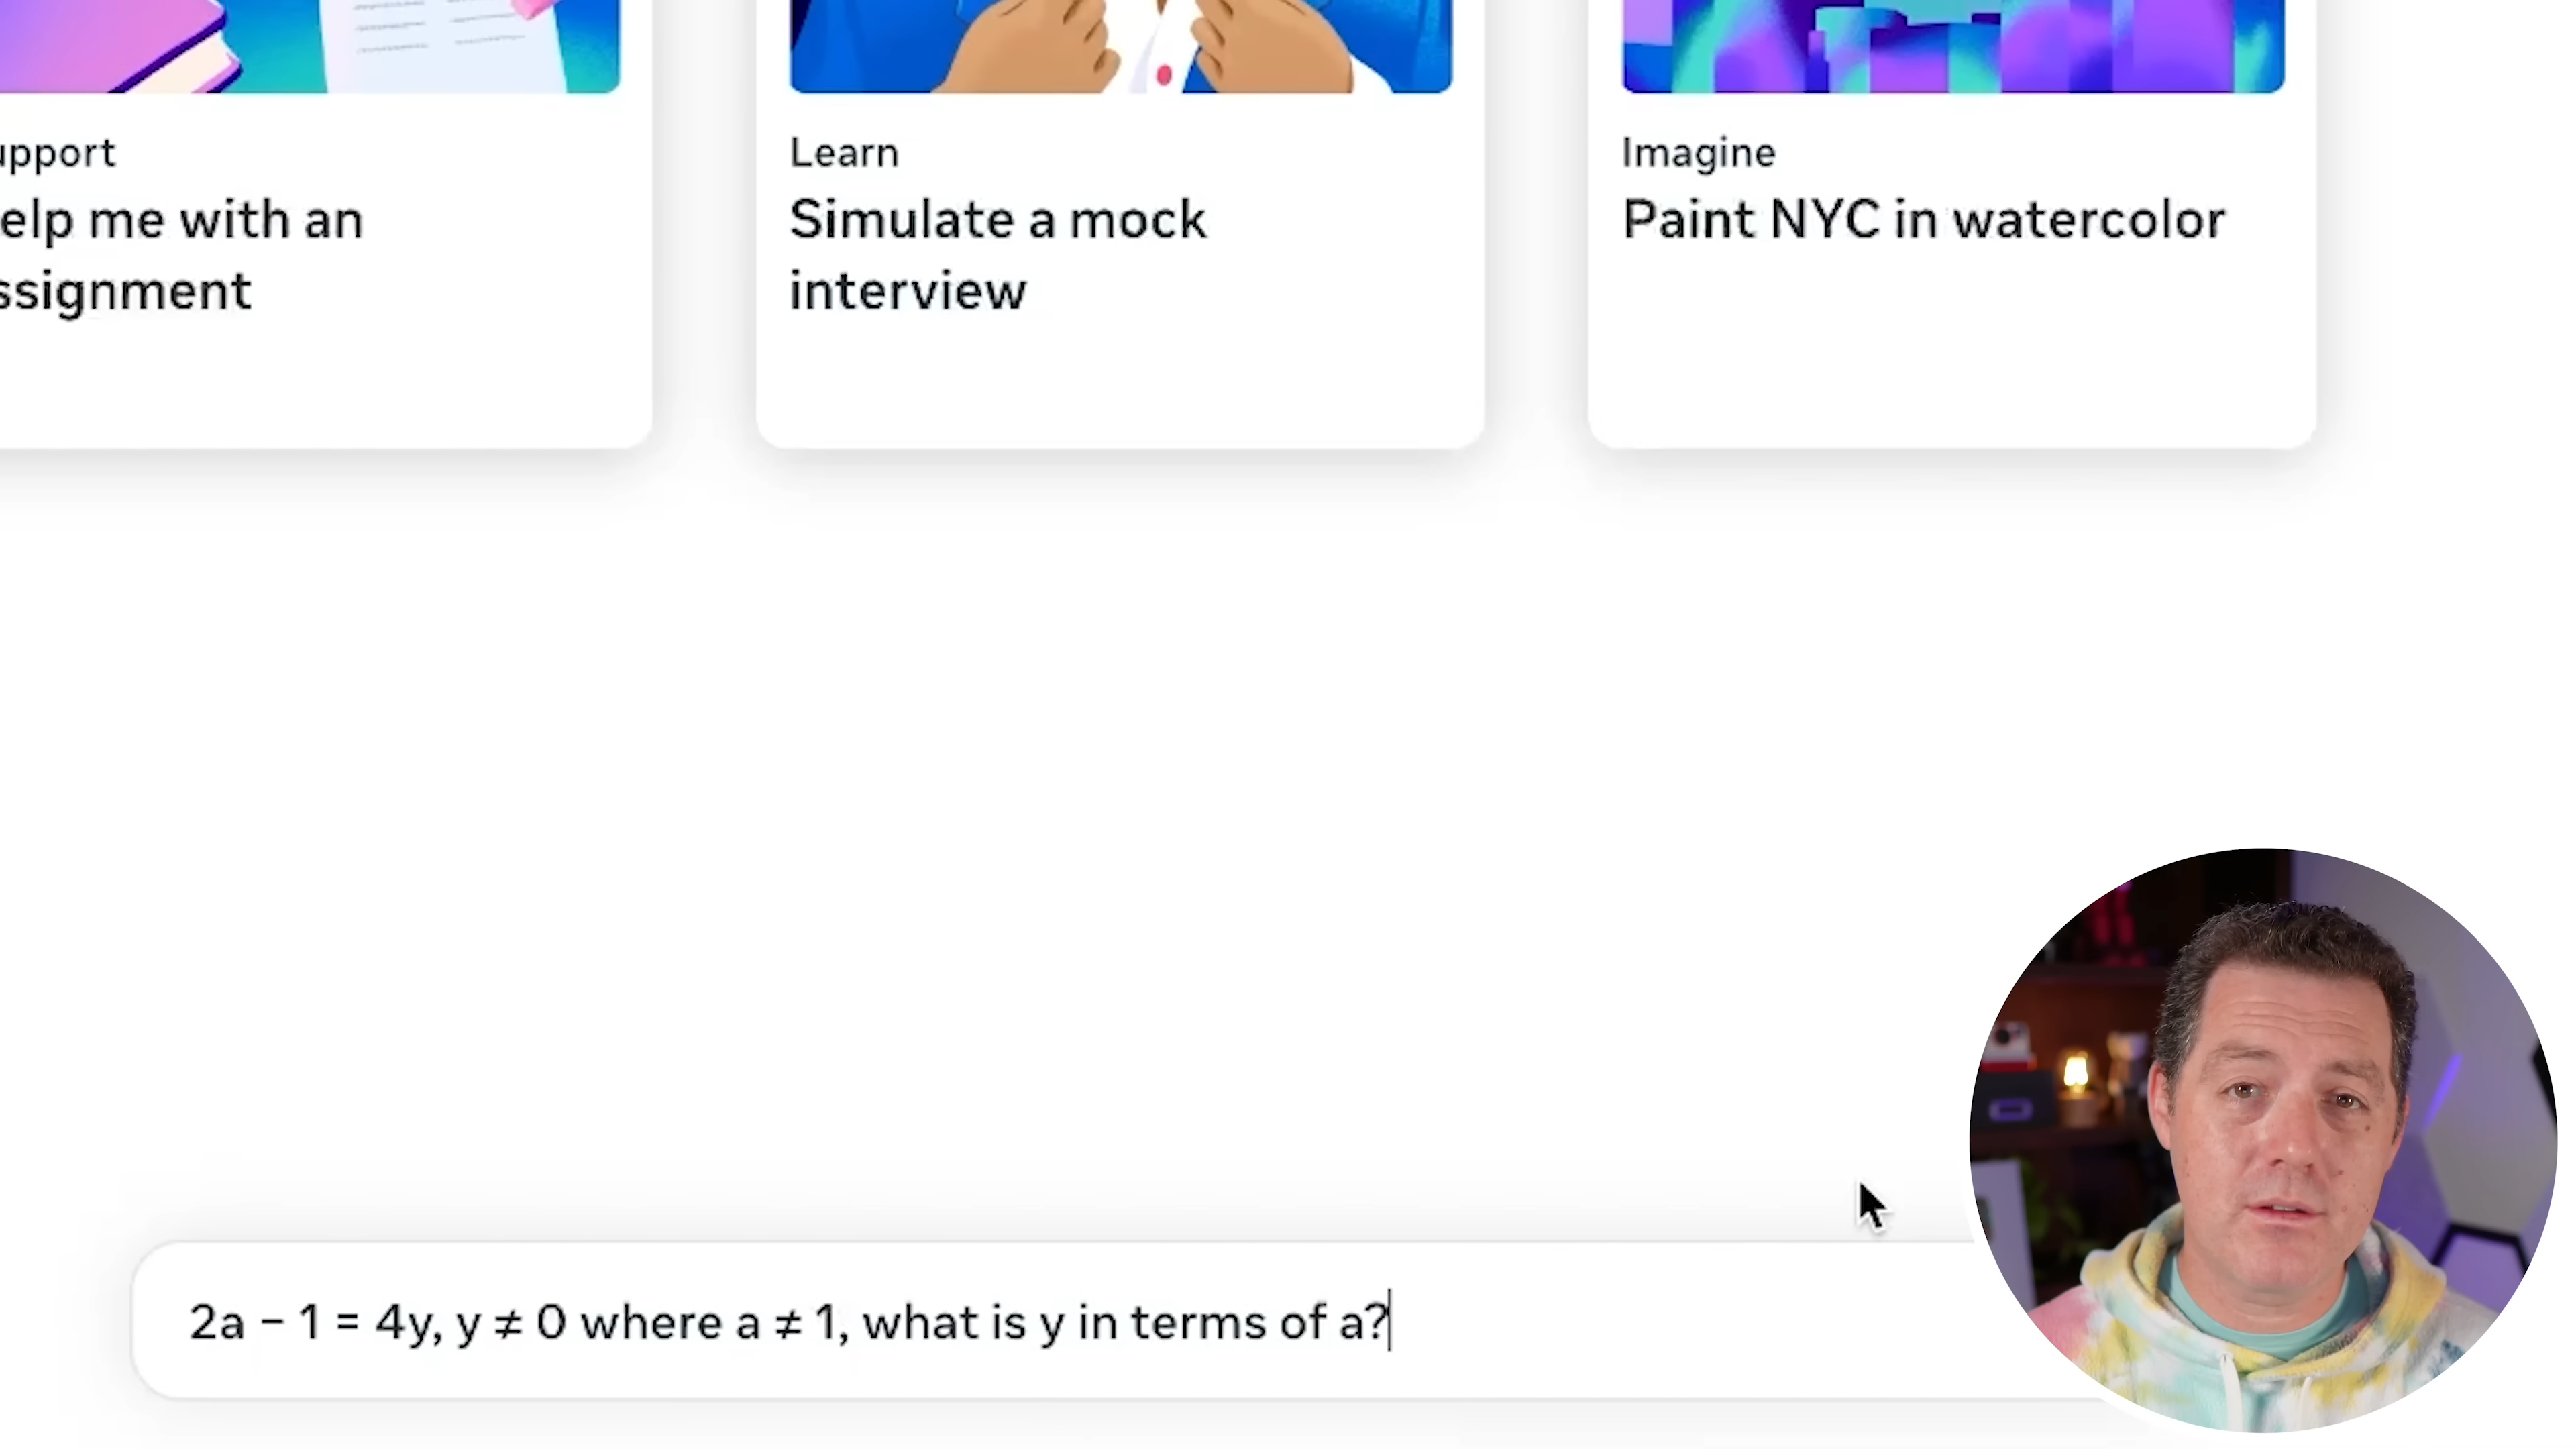 upport
elp me with an
ssignment
Learn
Simulate a mock
interview
Imagine
Paint NYC in watercolor
2a − 1 = 4y, y ≠ 0 where a ≠ 1, what is y in terms of a?